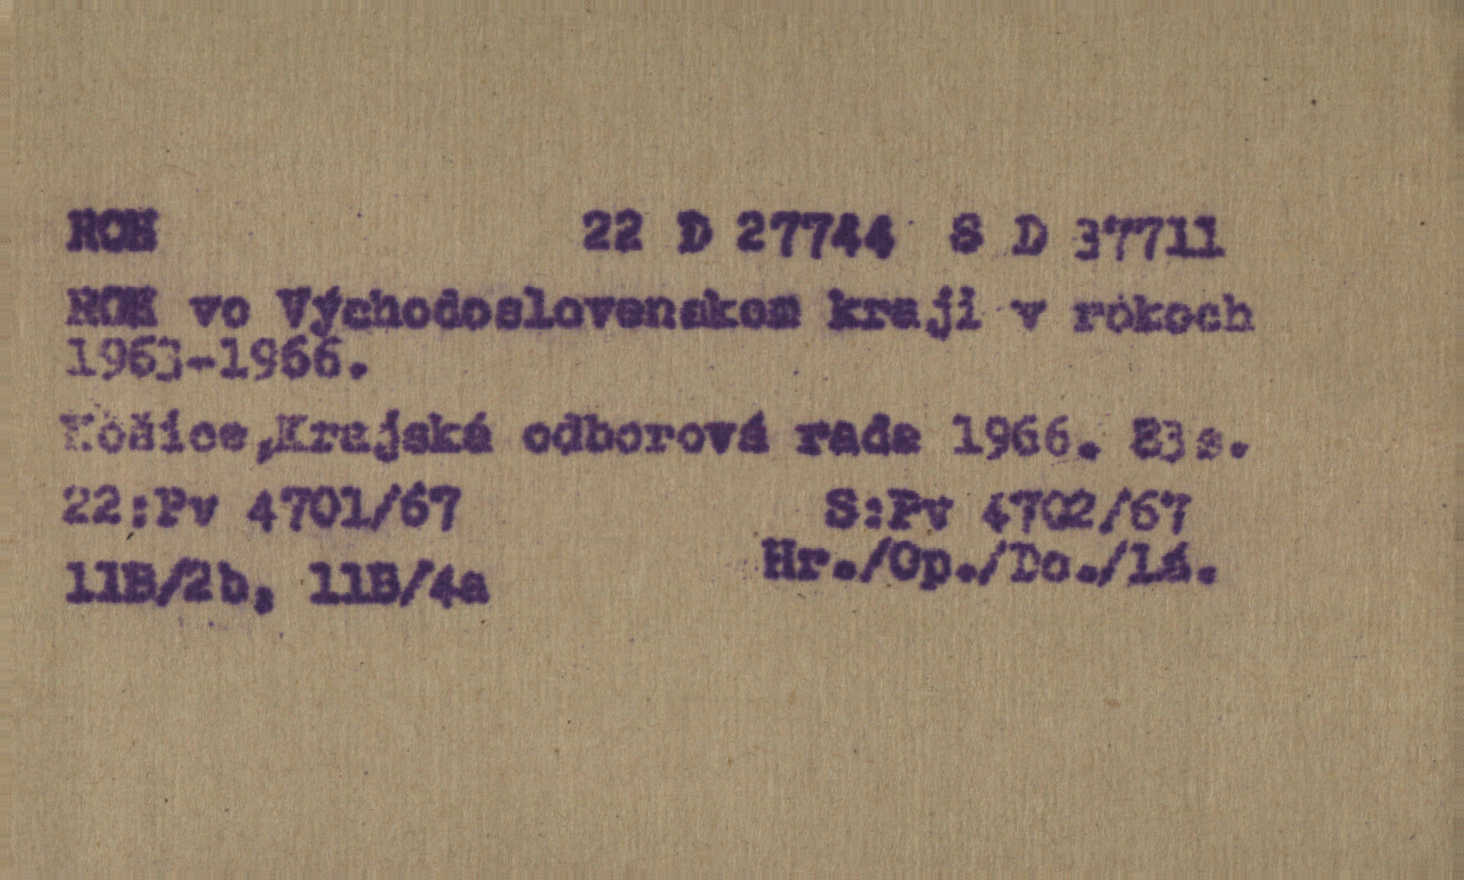 ROH 22 D 27744 S D 37711
ROH vo Východoslovenskom kraji v rokoch
1963-1966.
Košice,Krajská odborová rada 1966. 83 s.
22:Pv 4701/67 S:Pv 4702/67
11B/2b, 11B/4a Hr./Op./Do./lá.